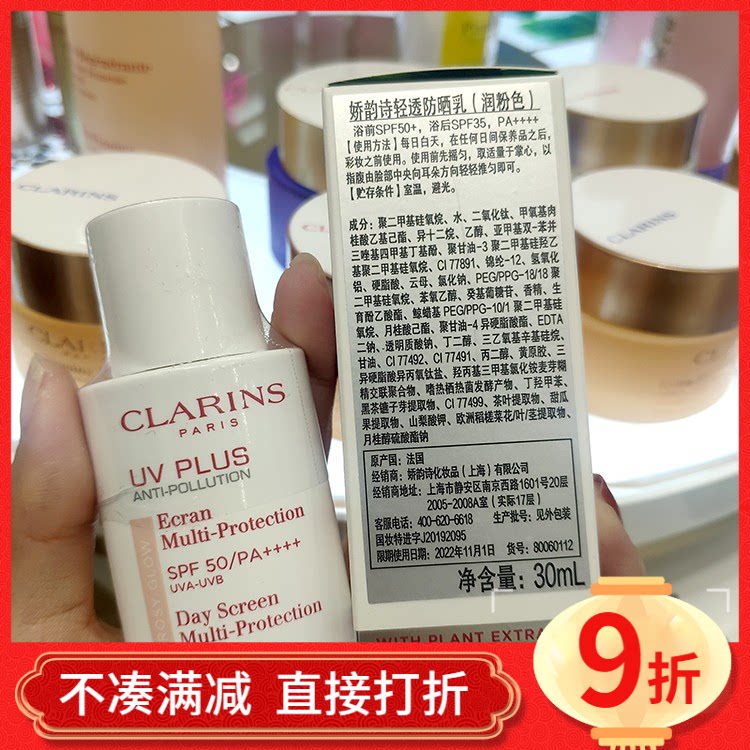 娇韵诗轻透防晒乳（润粉色）
浴前SPF50+，浴后SPF35，PA++++
【使用方法】每日白天，在任何日间保养品之后，
彩妆之前使用。使用前先摇匀，取适量于掌心，以
指腹由脸部中央向耳朵方向轻轻推匀即可。
【贮存条件】室温，避光。
成分：聚二甲基硅氧烷、水、二氧化钛、甲氧基肉
桂酸乙基己酯、异十二烷、乙醇、亚甲基双-苯并
三唑基四甲基丁基酚、聚甘油-3 聚二甲基硅羟乙
基聚二甲基硅氧烷、CI 77891、锦纶-12、氢氧化
铝、硬脂酸、云母、氯化钠、PEG/PPG-18/18 聚
二甲基硅氧烷、苯氧乙醇、癸基葡糖苷、香精、生
育酚乙酸酯、鲸蜡基 PEG/PPG-10/1 聚二甲基硅
氧烷、月桂酸己酯、聚甘油-4 异硬脂酸酯、EDTA
二钠、透明质酸钠、丁二醇、三乙氧基辛基硅烷、
甘油、CI 77492、CI 77491、丙二醇、黄原胶、三
异硬脂酸异丙氧钛盐、羟丙基三甲基氯化铵麦芽糊
精交联聚合物、嗜热栖热菌发酵产物、丁羟甲苯、
黑茶镳子芽提取物、CI 77499、茶叶提取物、甜瓜
果提取物、山梨酸钾、欧洲稻槎菜花/叶/茎提取物、
月桂醇硫酸酯钠
原产国：法国
经销商：娇韵诗化妆品（上海）有限公司
经销商地址：上海市静安区南京西路1601号20层
2005-2008A室（实际17层）
客服电话：400-620-6618 生产批号：见外包装
国妆特进字J20192095
限期使用日期：2022年11月1日 货号：80060112
净含量：30mL
WITH PLANT EXTRA
CLARINS
CLARINS
CLARINS
PARIS
UV PLUS
ANTI-POLLUTION
Ecran
Multi-Protection
SPF 50/PA++++
UVA-UVB
Day Screen
Multi-Protection
ROSY GLOW
不凑满减 直接打折
9折